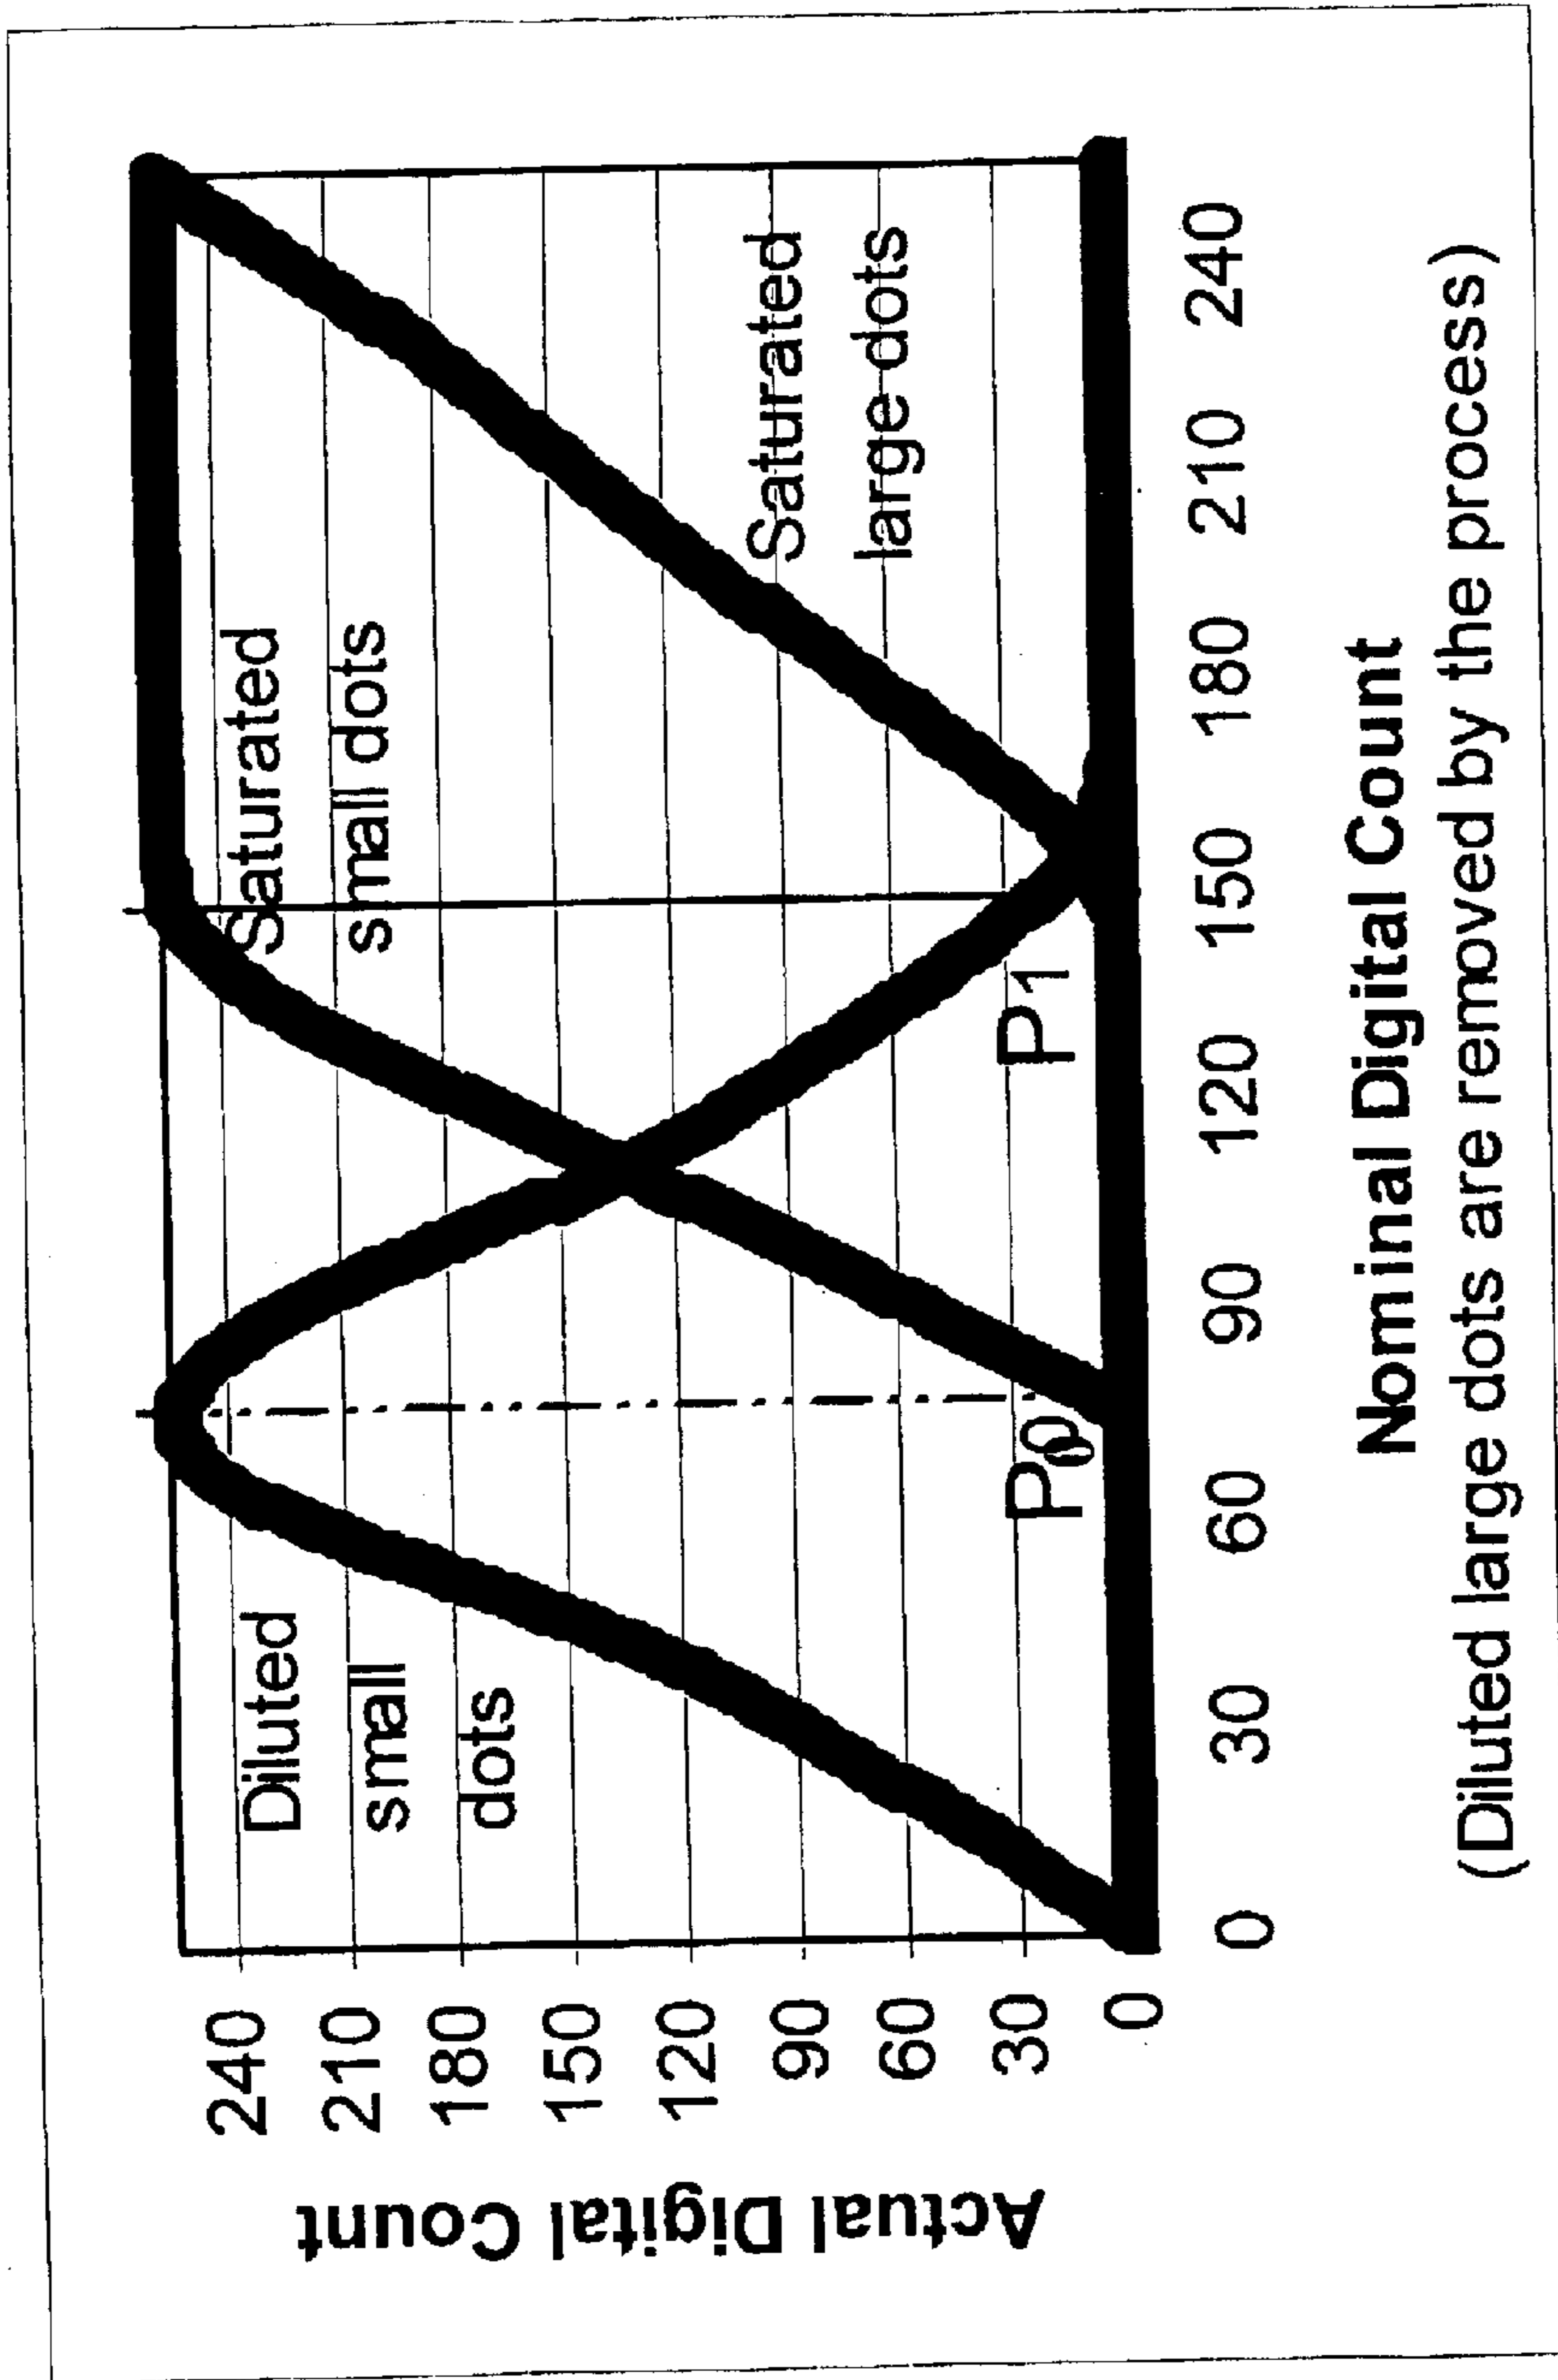 Actual Digital Count
240
210
180
150
120
90
60
30
0
Diluted
small
dots
Saturated
small dots
Saturated
large dots
P0
P1
0 30 60 90 120 150 180 210 240
Nominal Digital Count
(Diluted large dots are removed by the process)